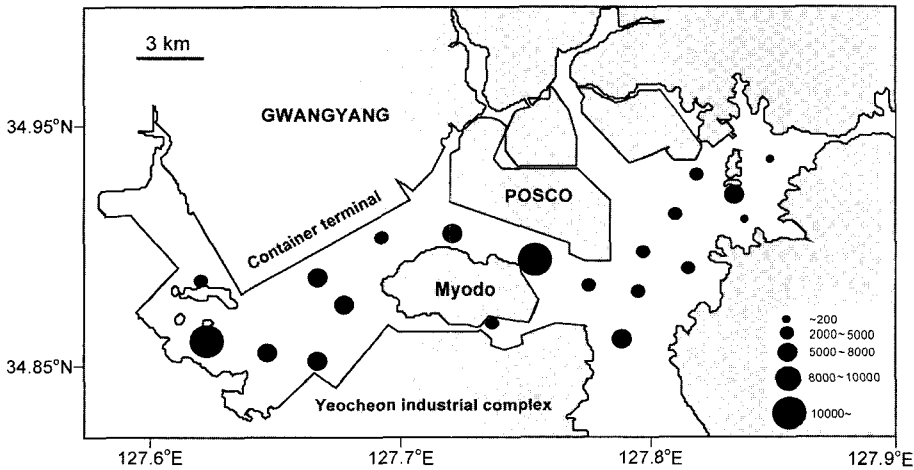 3 km
GWANGYANG
34.95°N
POSCO
Container terminal
Myodo
~200
2000~5000
5000~8000
8000~10000
10000~
34.85°N
Yeocheon industrial complex
127.6°E
127.7°E
127.8°E
127.9°E